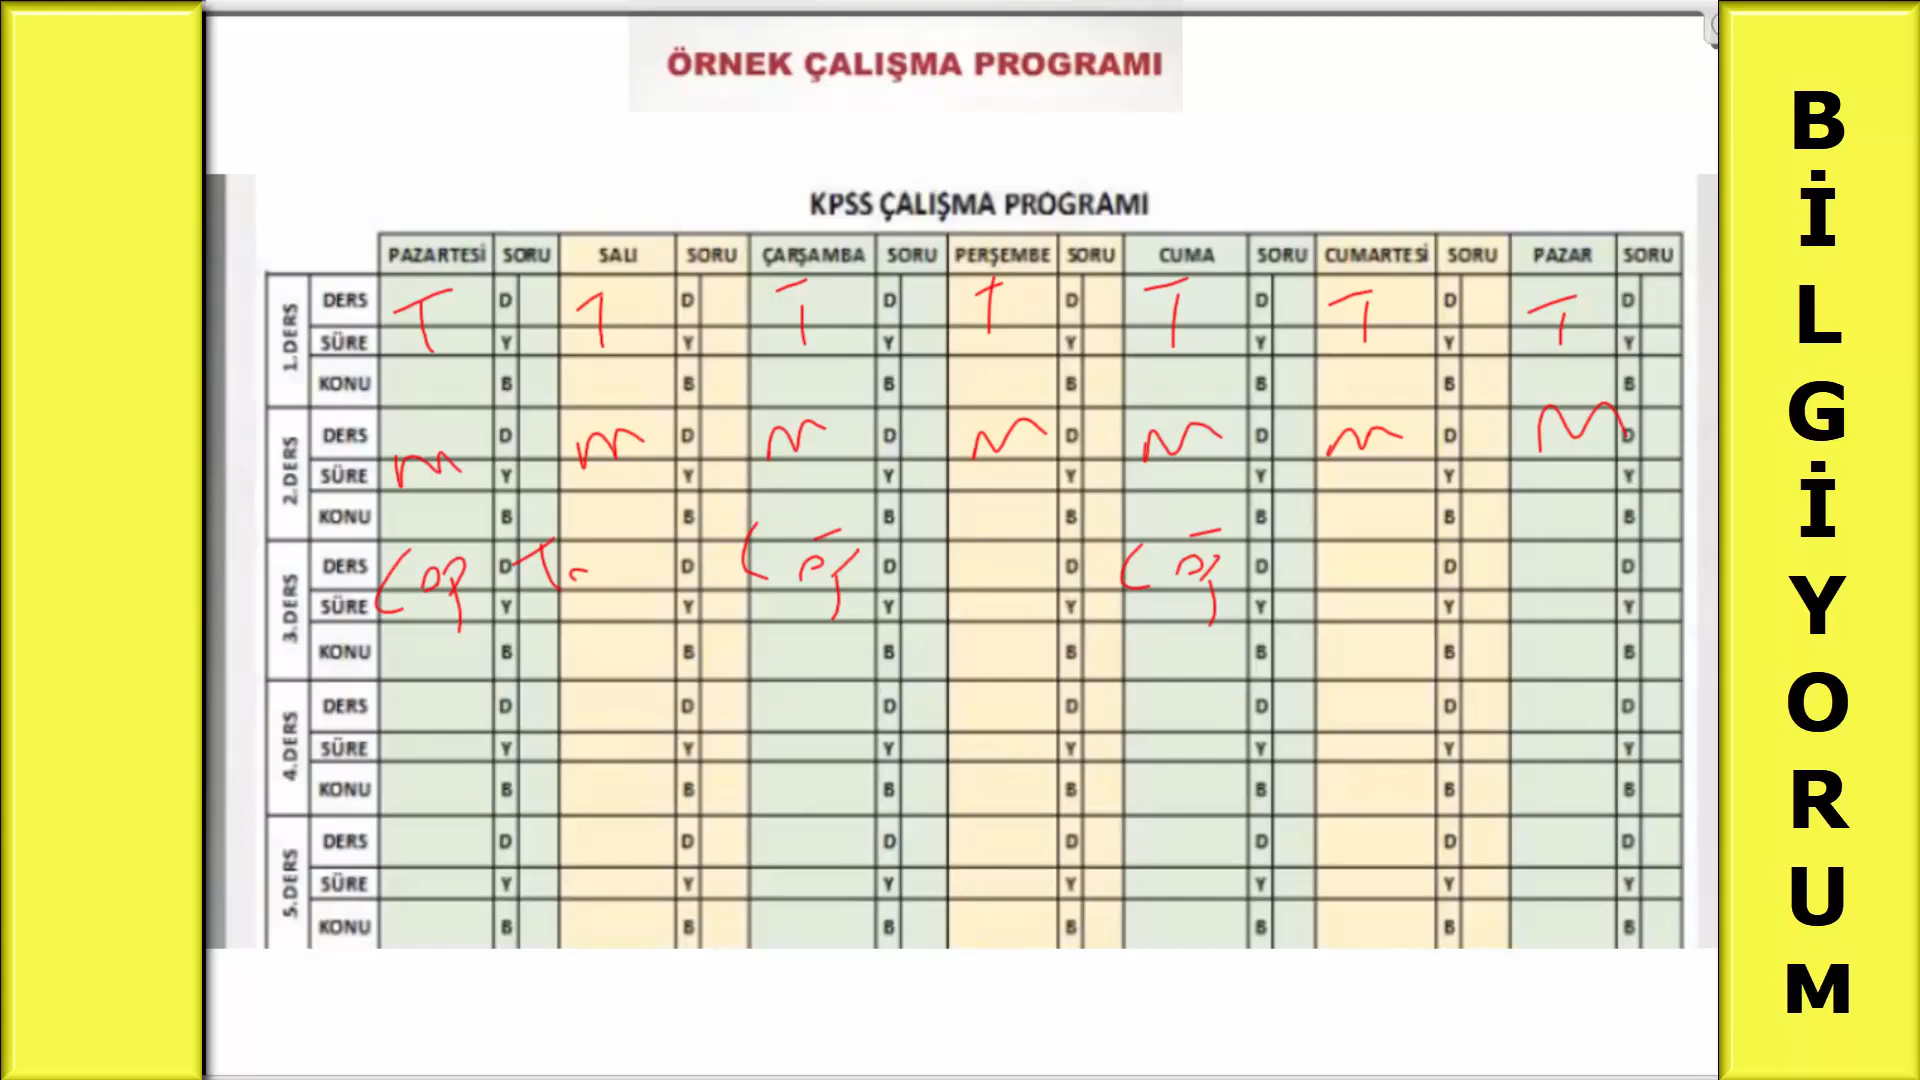 ÖRNEK ÇALIŞMA PROGRAMI
KPSS ÇALIŞMA PROGRAMI
PAZARTESİ SORU SALI SORU ÇARŞAMBA SORU PERŞEMBE SORU CUMA SORU CUMARTESİ SORU PAZAR SORU
1.DERS
DERS T D T D T D T D T D T D T D
SÜRE Y Y Y Y Y Y Y
KONU B B B B B B B
2.DERS
DERS m D m D m D m D m D m D m D
SÜRE Y Y Y Y Y Y Y
KONU B B B B B B B
3.DERS
DERS D D D D D D D
SÜRE Y Y Y Y Y Y Y
KONU B B B B B B B
4.DERS
DERS D D D D D D D
SÜRE Y Y Y Y Y Y Y
KONU B B B B B B B
5.DERS
DERS D D D D D D D
SÜRE Y Y Y Y Y Y Y
KONU B B B B B B B
BİLGİYORUM